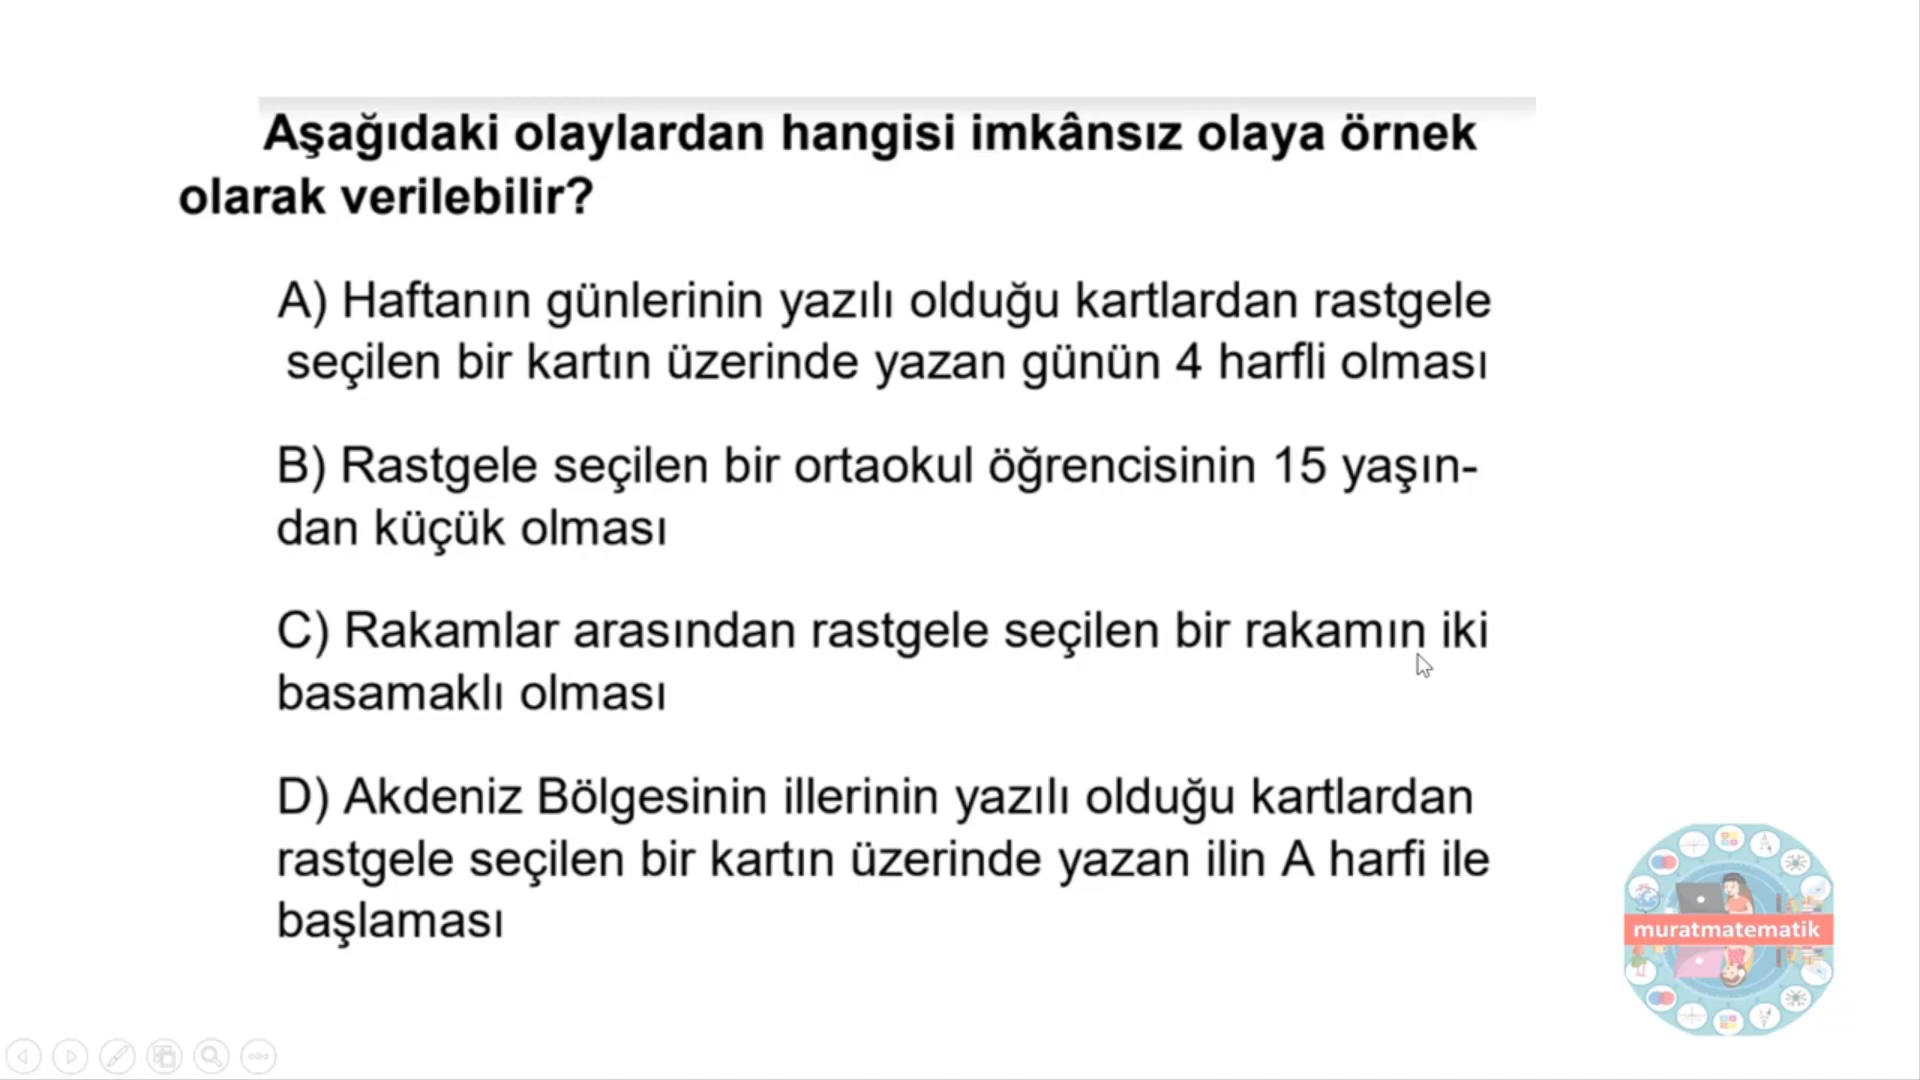 Aşağıdaki olaylardan hangisi imkânsız olaya örnek
olarak verilebilir?
A) Haftanın günlerinin yazılı olduğu kartlardan rastgele
seçilen bir kartın üzerinde yazan günün 4 harfli olması
B) Rastgele seçilen bir ortaokul öğrencisinin 15 yaşın-
dan küçük olması
C) Rakamlar arasından rastgele seçilen bir rakamın iki
basamaklı olması
D) Akdeniz Bölgesinin illerinin yazılı olduğu kartlardan
rastgele seçilen bir kartın üzerinde yazan ilin A harfi ile
başlaması
muratmatematik